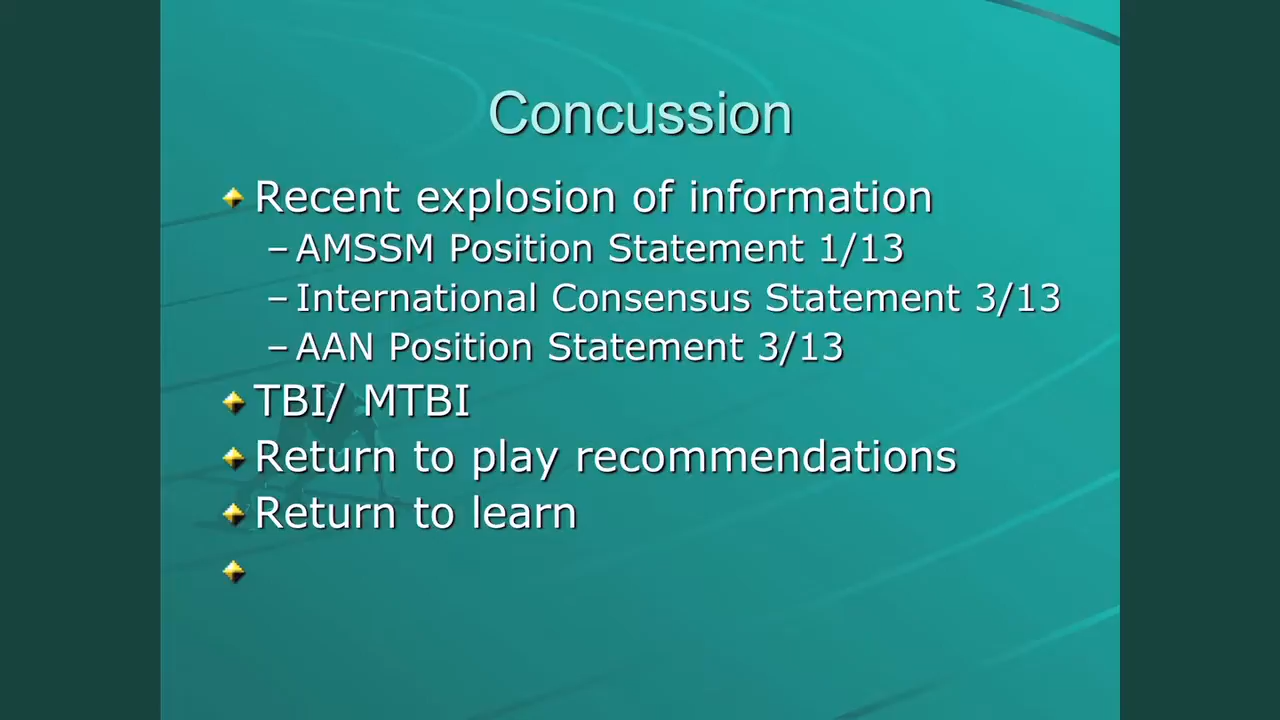 Concussion
Recent explosion of information
– AMSSM Position Statement 1/13
– International Consensus Statement 3/13
– AAN Position Statement 3/13
TBI/ MTBI
Return to play recommendations
Return to learn